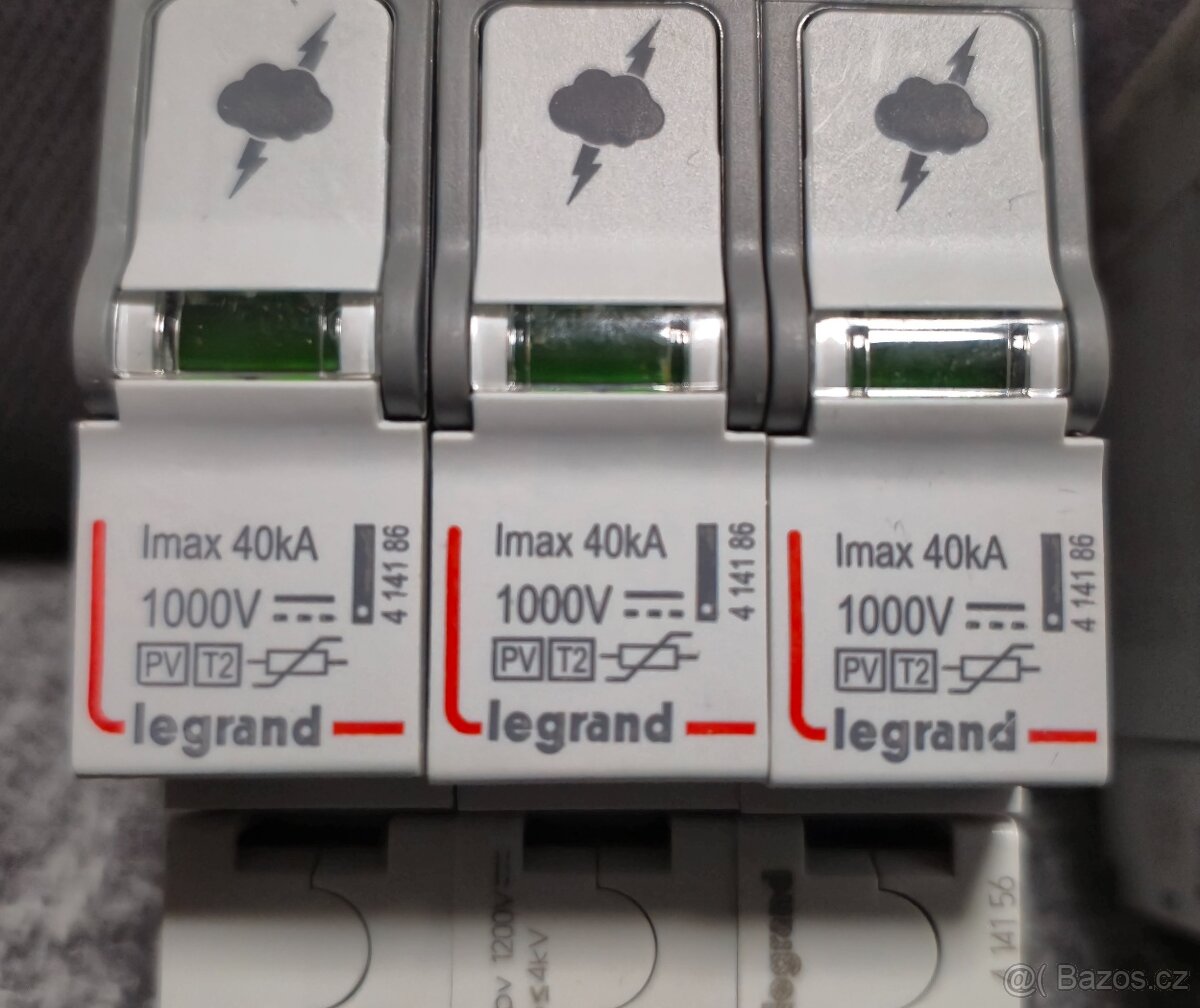 Imax 40kA
1000V
PV T2
4 141 86
legrand
Imax 40kA
1000V
PV T2
4 141 86
legrand
Imax 40kA
1000V
PV T2
4 141 86
legrand
1200V
≤4kV
legrand
141 56
@( Bazos.cz